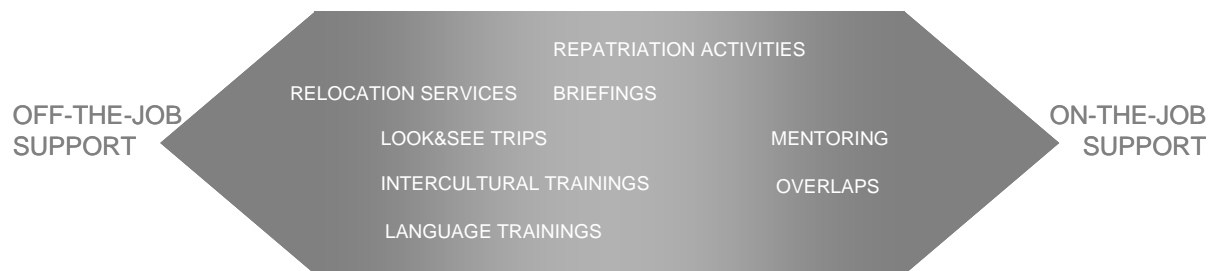 REPATRIATION ACTIVITIES
RELOCATION SERVICES BRIEFINGS
OFF-THE-JOB
SUPPORT
ON-THE-JOB
SUPPORT
LOOK&SEE TRIPS
MENTORING
INTERCULTURAL TRAININGS
OVERLAPS
LANGUAGE TRAININGS